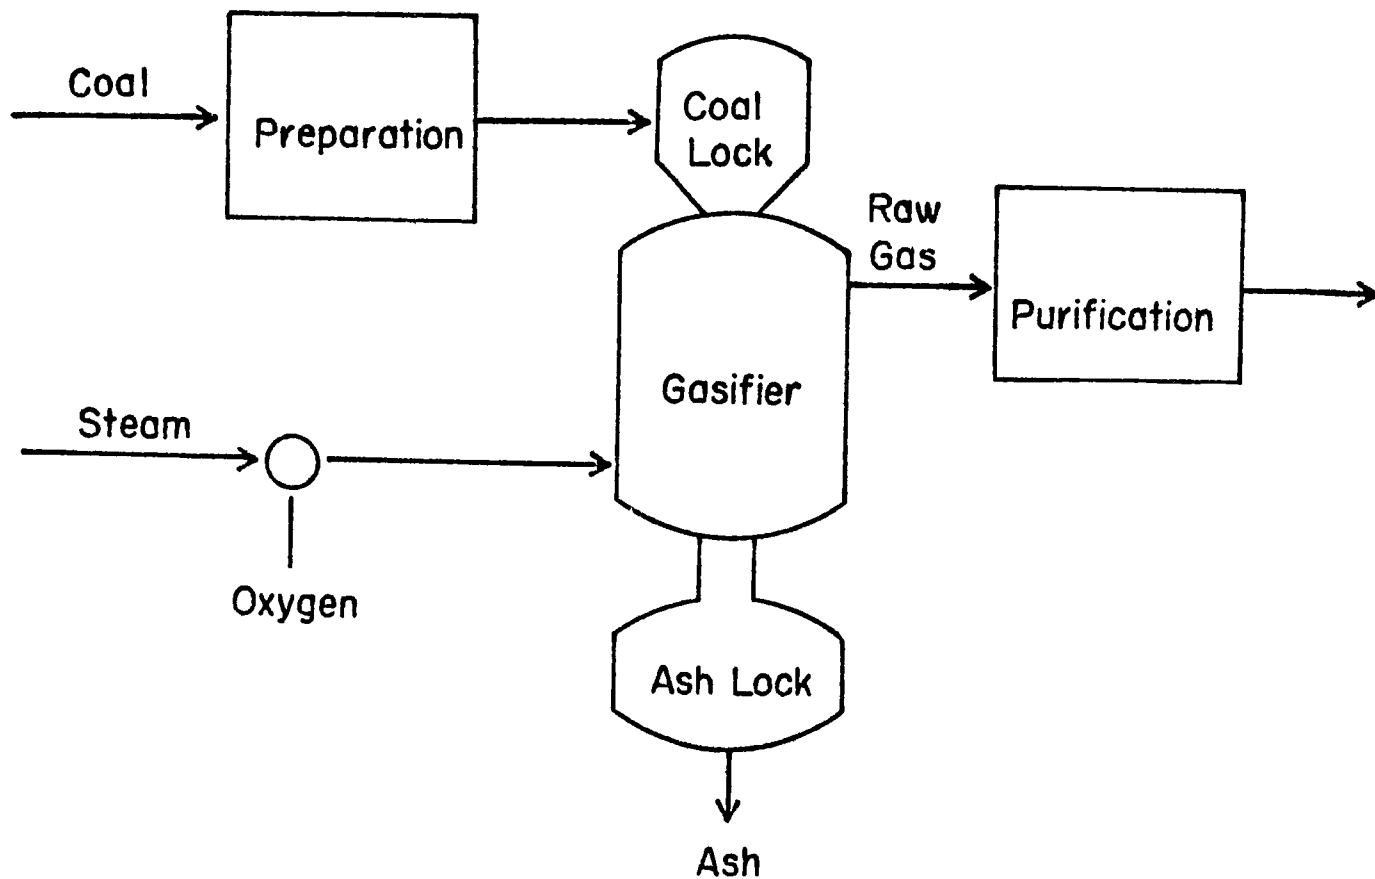 Coal
Preparation
Coal
Lock
Raw
Gas
Purification
Gasifier
Steam
Oxygen
Ash Lock
Ash